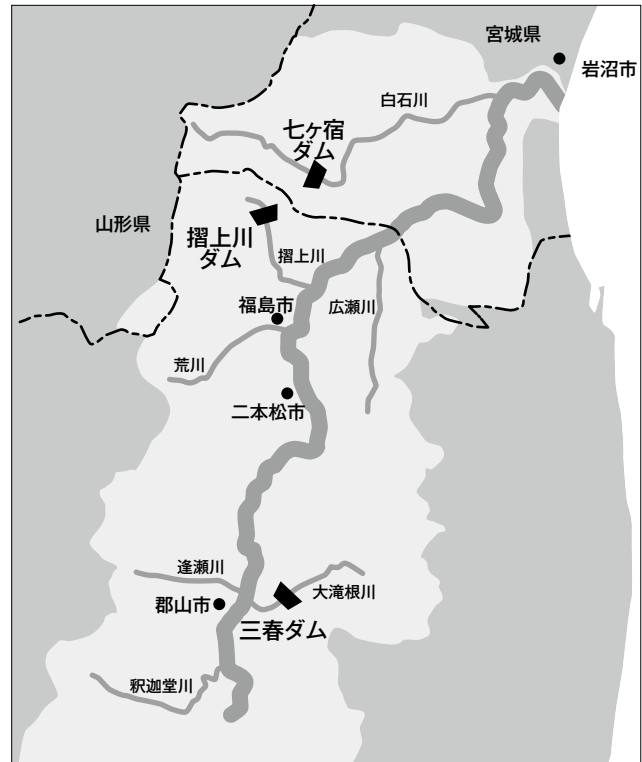 宮城県
岩沼市
白石川
七ヶ宿
ダム
山形県
摺上川
ダム
摺上川
福島市
広瀬川
荒川
二本松市
逢瀬川
大滝根川
郡山市
三春ダム
釈迦堂川